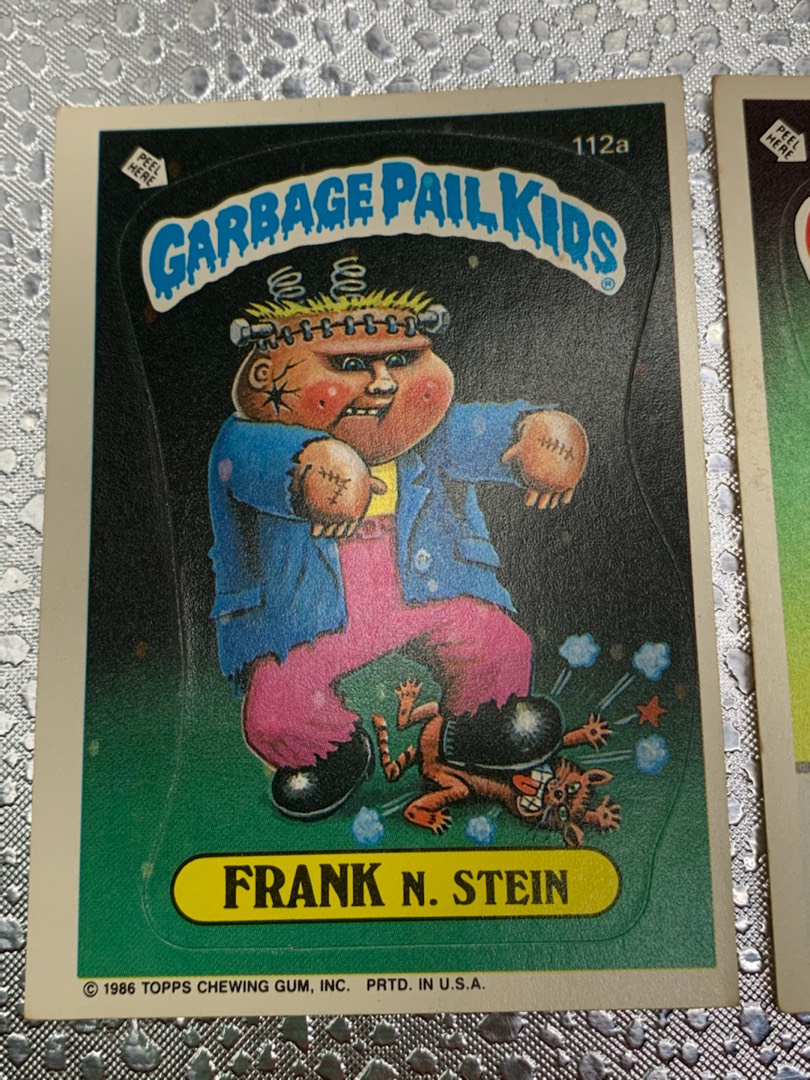 PEEL
HERE
112a
GARBAGE PAIL KIDS
®
FRANK N. STEIN
© 1986 TOPPS CHEWING GUM, INC. PRTD. IN U.S.A.
PEEL
HERE